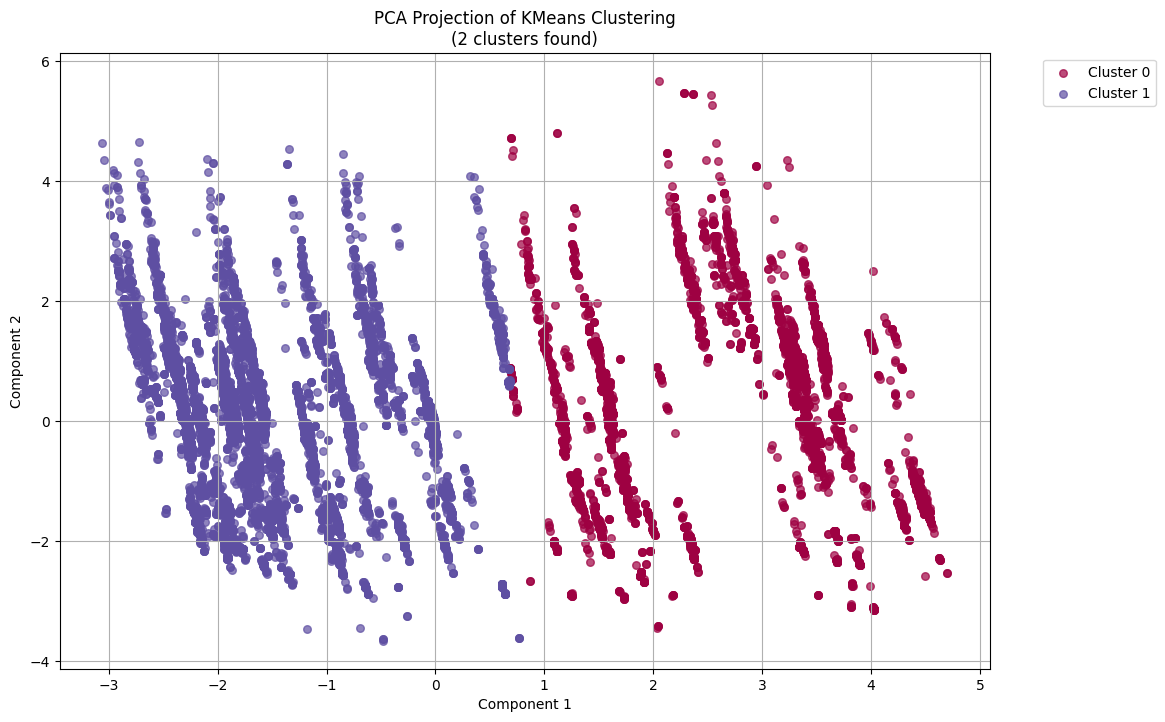 PCA Projection of KMeans Clustering
(2 clusters found)
Cluster 0
Cluster 1
Component 2
6
4
2
0
−2
−4
−3
−2
−1
0
1
2
3
4
5
Component 1